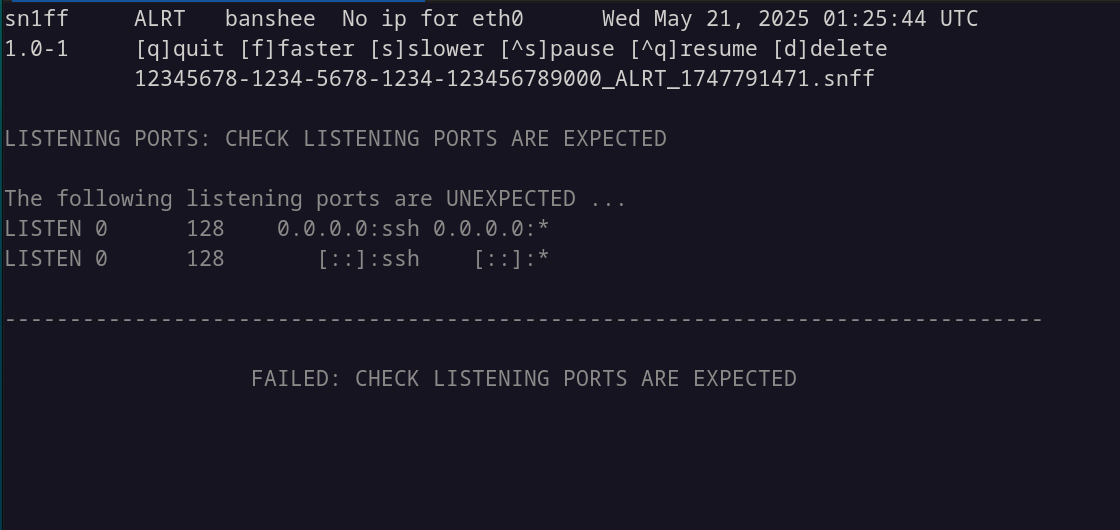 sn1ff     ALRT   banshee  No ip for eth0      Wed May 21, 2025 01:25:44 UTC
1.0-1     [q]quit [f]faster [s]slower [^s]pause [^q]resume [d]delete
          12345678-1234-5678-1234-123456789000_ALRT_1747791471.snff
LISTENING PORTS: CHECK LISTENING PORTS ARE EXPECTED
The following listening ports are UNEXPECTED ...
LISTEN 0      128    0.0.0.0:ssh 0.0.0.0:*
LISTEN 0      128       [::]:ssh    [::]:*
--------------------------------------------------------------------------------
                   FAILED: CHECK LISTENING PORTS ARE EXPECTED